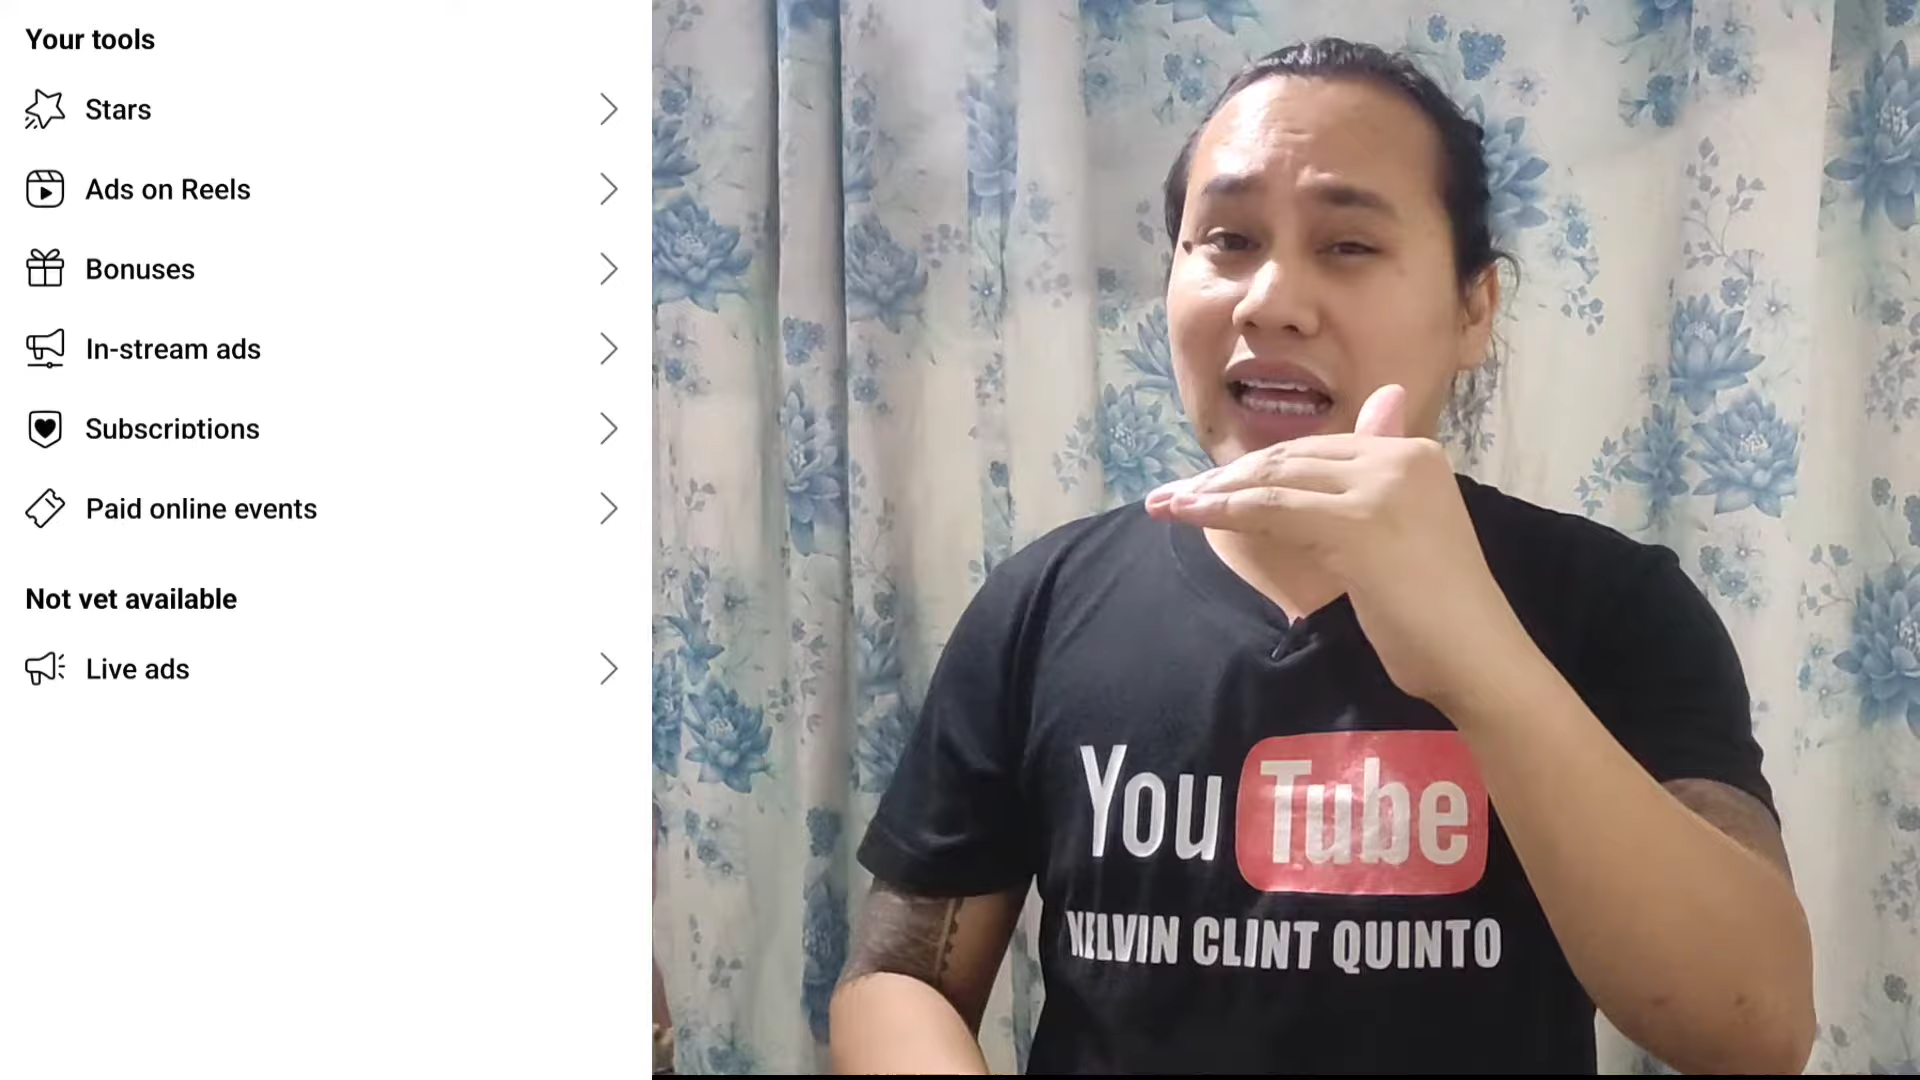 Your tools
Stars
Ads on Reels
Bonuses
In-stream ads
Subscriptions
Paid online events
Not yet available
Live ads
YouTube
KELVIN CLINT QUINTO